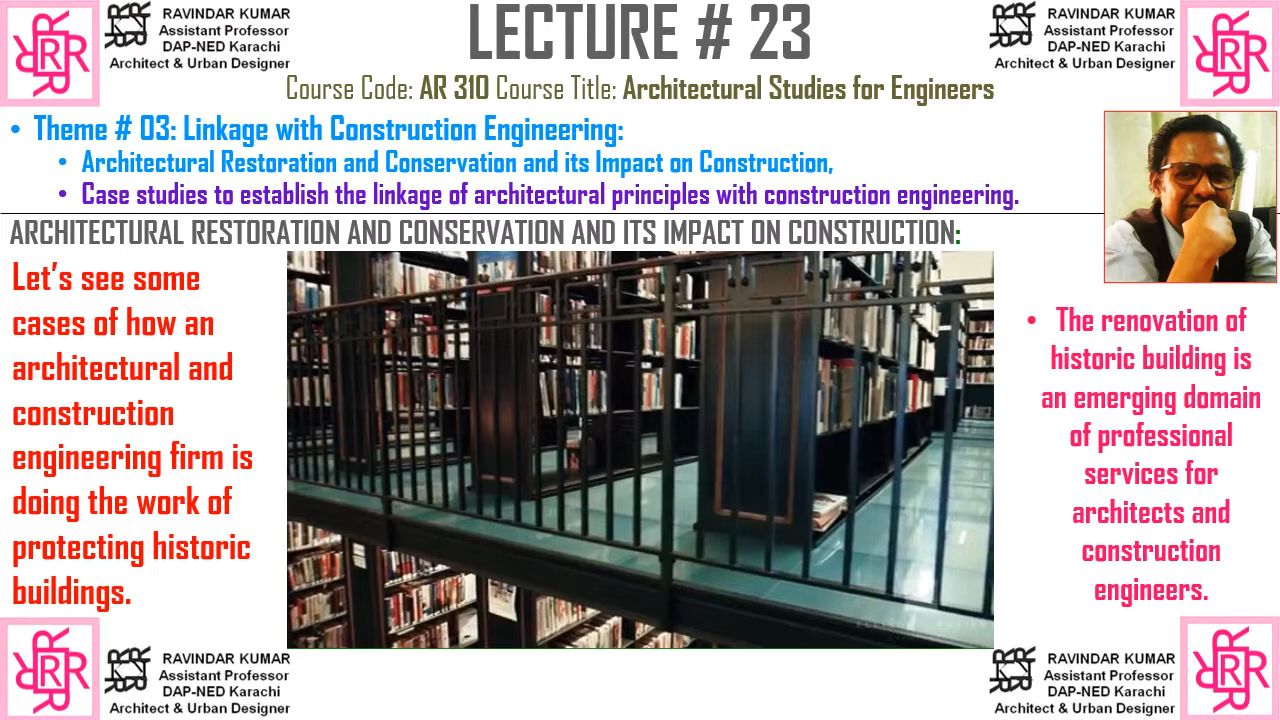 RAVINDAR KUMAR
Assistant Professor
DAP-NED Karachi
Architect & Urban Designer
LECTURE # 23
RAVINDAR KUMAR
Assistant Professor
DAP-NED Karachi
Architect & Urban Designer
Course Code: AR 310 Course Title: Architectural Studies for Engineers
• Theme # 03: Linkage with Construction Engineering:
• Architectural Restoration and Conservation and its Impact on Construction,
• Case studies to establish the linkage of architectural principles with construction engineering.
ARCHITECTURAL RESTORATION AND CONSERVATION AND ITS IMPACT ON CONSTRUCTION:
Let's see some
cases of how an
architectural and
construction
engineering firm is
doing the work of
protecting historic
buildings.
• The renovation of
historic building is
an emerging domain
of professional
services for
architects and
construction
engineers.
RAVINDAR KUMAR
Assistant Professor
DAP-NED Karachi
Architect & Urban Designer
RAVINDAR KUMAR
Assistant Professor
DAP-NED Karachi
Architect & Urban Designer